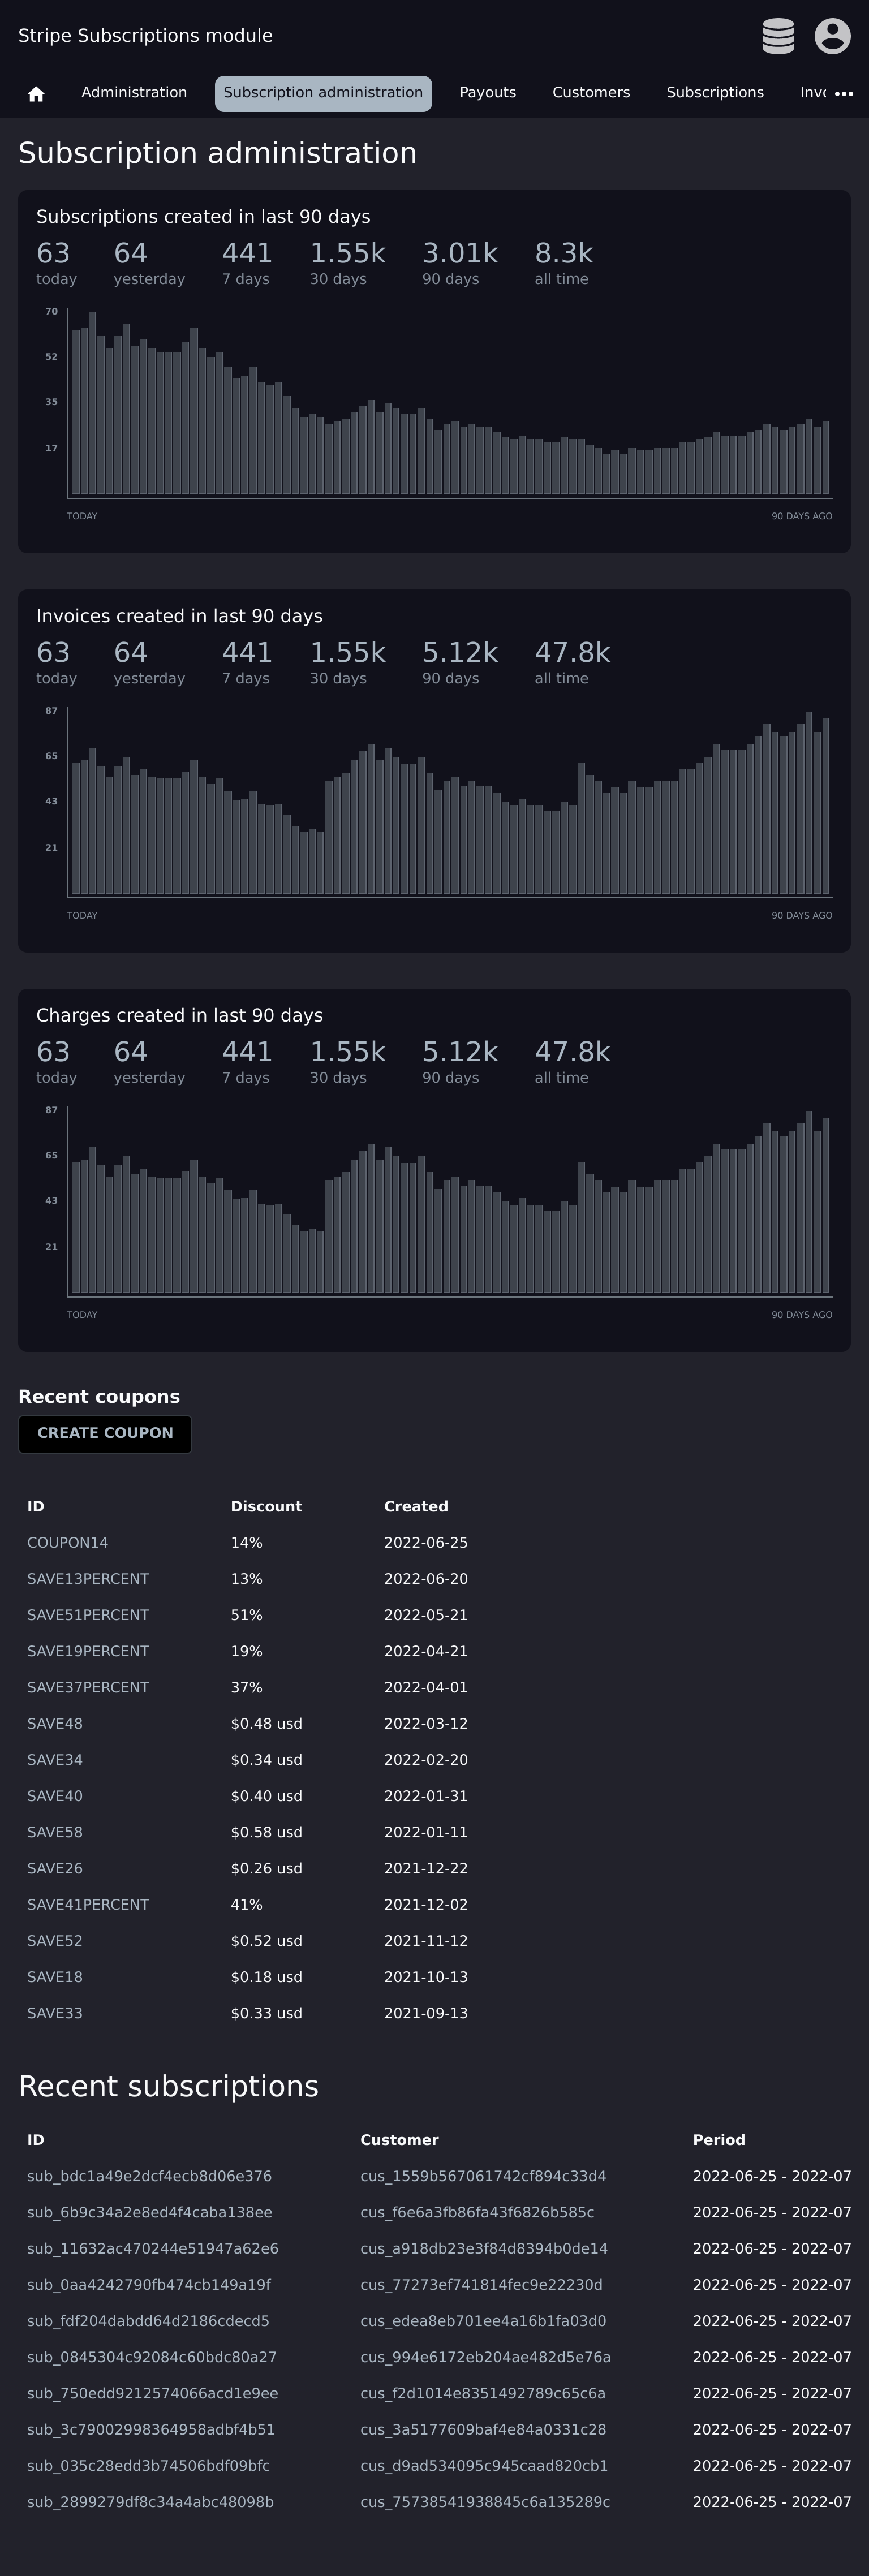 Stripe Subscriptions module
Administration Subscription administration Payouts Customers Subscriptions Invo
Subscription administration
Subscriptions created in last 90 days
63 64 441 1.55k 3.01k 8.3k
today yesterday 7 days 30 days 90 days all time
70
52
35
17
TODAY 90 DAYS AGO
Invoices created in last 90 days
63 64 441 1.55k 5.12k 47.8k
today yesterday 7 days 30 days 90 days all time
87
65
43
21
TODAY 90 DAYS AGO
Charges created in last 90 days
63 64 441 1.55k 5.12k 47.8k
today yesterday 7 days 30 days 90 days all time
87
65
43
21
TODAY 90 DAYS AGO
Recent coupons
CREATE COUPON
ID Discount Created
COUPON14 14% 2022-06-25
SAVE13PERCENT 13% 2022-06-20
SAVE51PERCENT 51% 2022-05-21
SAVE19PERCENT 19% 2022-04-21
SAVE37PERCENT 37% 2022-04-01
SAVE48 $0.48 usd 2022-03-12
SAVE34 $0.34 usd 2022-02-20
SAVE40 $0.40 usd 2022-01-31
SAVE58 $0.58 usd 2022-01-11
SAVE26 $0.26 usd 2021-12-22
SAVE41PERCENT 41% 2021-12-02
SAVE52 $0.52 usd 2021-11-12
SAVE18 $0.18 usd 2021-10-13
SAVE33 $0.33 usd 2021-09-13
Recent subscriptions
ID Customer Period
sub_bdc1a49e2dcf4ecb8d06e376 cus_1559b567061742cf894c33d4 2022-06-25 - 2022-07
sub_6b9c34a2e8ed4f4caba138ee cus_f6e6a3fb86fa43f6826b585c 2022-06-25 - 2022-07
sub_11632ac470244e51947a62e6 cus_a918db23e3f84d8394b0de14 2022-06-25 - 2022-07
sub_0aa4242790fb474cb149a19f cus_77273ef741814fec9e22230d 2022-06-25 - 2022-07
sub_fdf204dabdd64d2186cdecd5 cus_edea8eb701ee4a16b1fa03d0 2022-06-25 - 2022-07
sub_0845304c92084c60bdc80a27 cus_994e6172eb204ae482d5e76a 2022-06-25 - 2022-07
sub_750edd9212574066acd1e9ee cus_f2d1014e8351492789c65c6a 2022-06-25 - 2022-07
sub_3c79002998364958adbf4b51 cus_3a5177609baf4e84a0331c28 2022-06-25 - 2022-07
sub_035c28edd3b74506bdf09bfc cus_d9ad534095c945caad820cb1 2022-06-25 - 2022-07
sub_2899279df8c34a4abc48098b cus_75738541938845c6a135289c 2022-06-25 - 2022-07